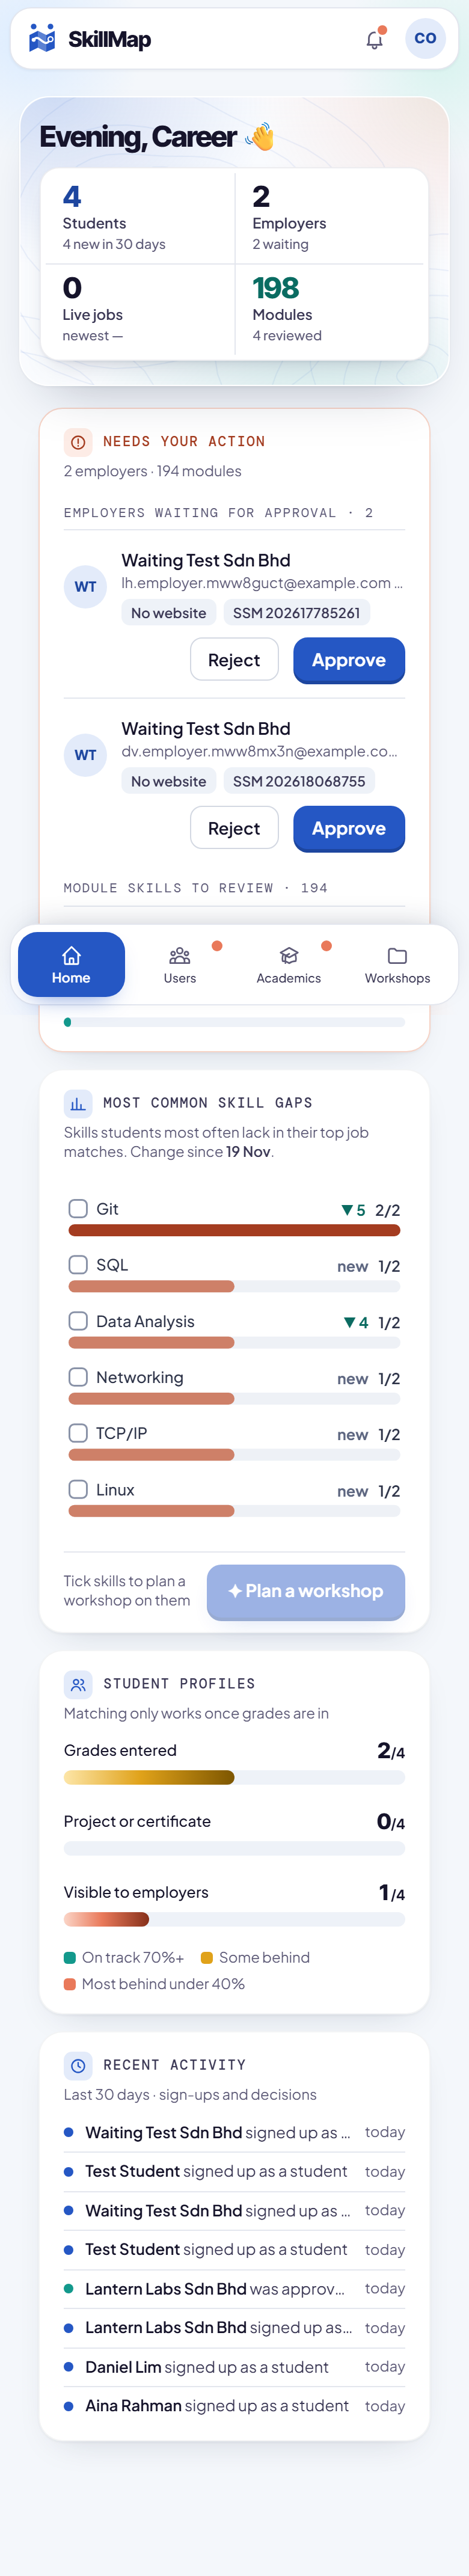 SkillMap
CO
Evening, Career 👋
4
Students
4 new in 30 days
2
Employers
2 waiting
0
Live jobs
newest —
198
Modules
4 reviewed
NEEDS YOUR ACTION
2 employers · 194 modules
EMPLOYERS WAITING FOR APPROVAL · 2
WT
Waiting Test Sdn Bhd
lh.employer.mww8guct@example.com ...
No website
SSM 202617785261
Reject
Approve
WT
Waiting Test Sdn Bhd
dv.employer.mww8mx3n@example.co...
No website
SSM 202618068755
Reject
Approve
MODULE SKILLS TO REVIEW · 194
Home
Users
Academics
Workshops
MOST COMMON SKILL GAPS
Skills students most often lack in their top job
matches. Change since 19 Nov.
Git ▼5 2/2
SQL new 1/2
Data Analysis ▼4 1/2
Networking new 1/2
TCP/IP new 1/2
Linux new 1/2
Tick skills to plan a
workshop on them
✦ Plan a workshop
STUDENT PROFILES
Matching only works once grades are in
Grades entered 2/4
Project or certificate 0/4
Visible to employers 1/4
On track 70%+ Some behind
Most behind under 40%
RECENT ACTIVITY
Last 30 days · sign-ups and decisions
Waiting Test Sdn Bhd signed up as ... today
Test Student signed up as a student today
Waiting Test Sdn Bhd signed up as ... today
Test Student signed up as a student today
Lantern Labs Sdn Bhd was approv... today
Lantern Labs Sdn Bhd signed up as... today
Daniel Lim signed up as a student today
Aina Rahman signed up as a student today